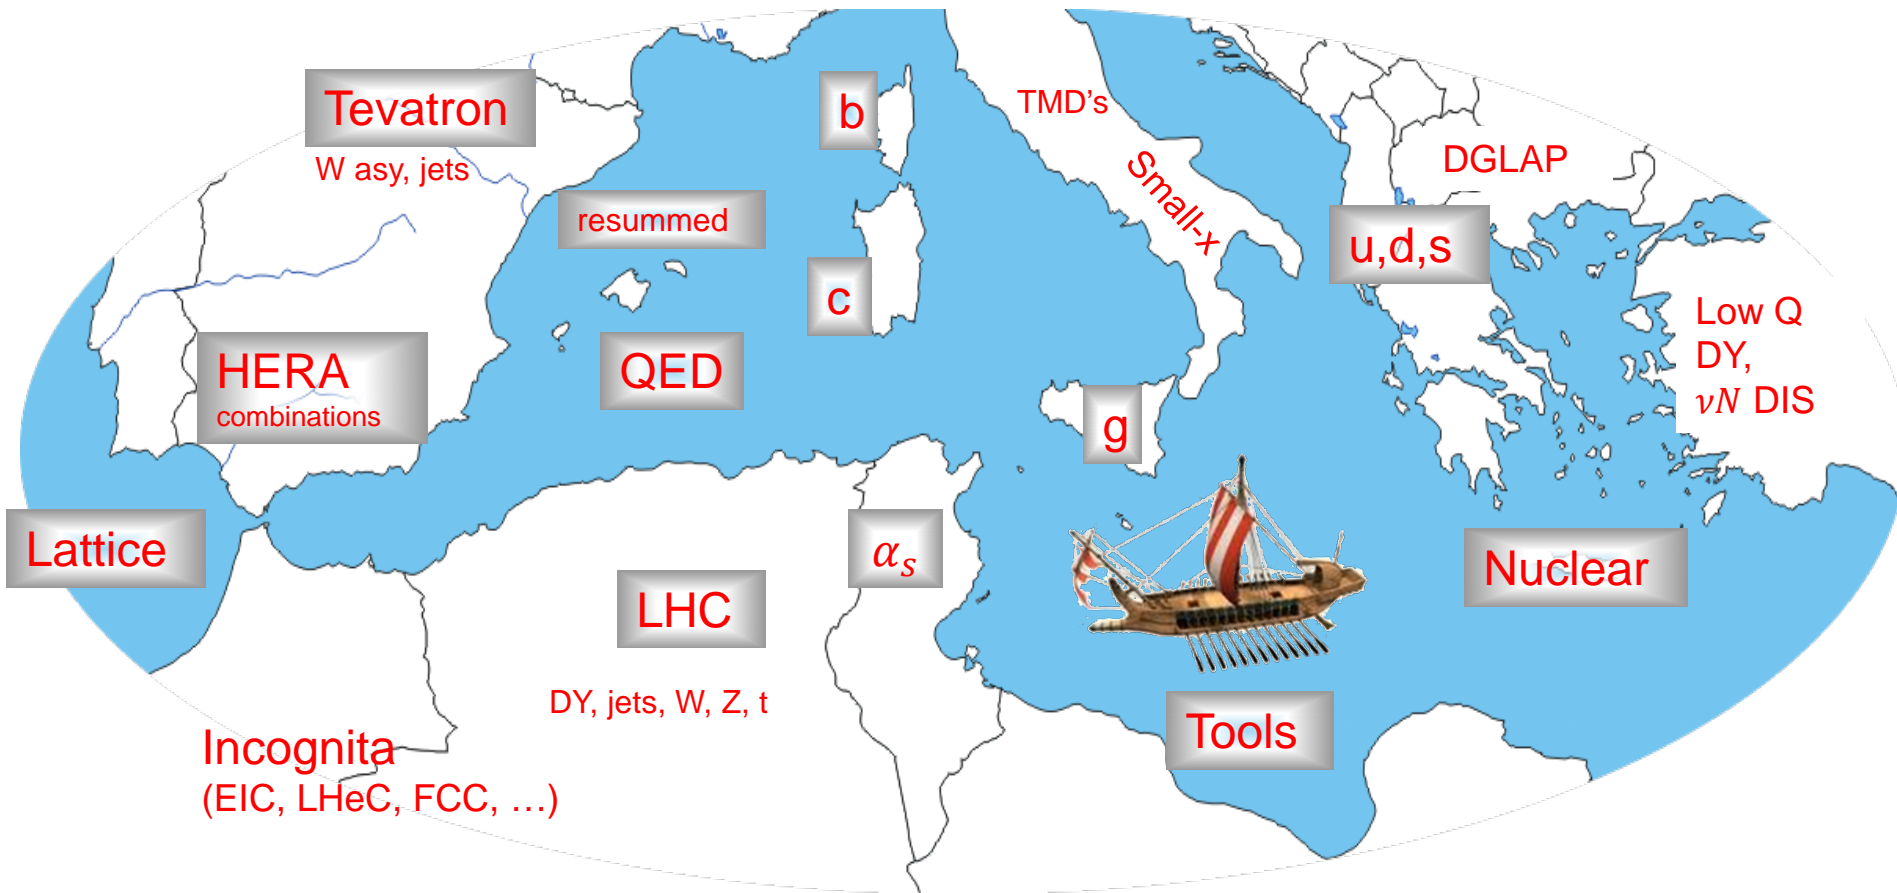 Tevatron
W asy, jets
b
TMD's
DGLAP
Small-x
resummed
u,d,s
c
HERA
combinations
QED
Low Q
DY,
νN DIS
g
Lattice
α_s
Nuclear
LHC
DY, jets, W, Z, t
Tools
Incognita
(EIC, LHeC, FCC, …)